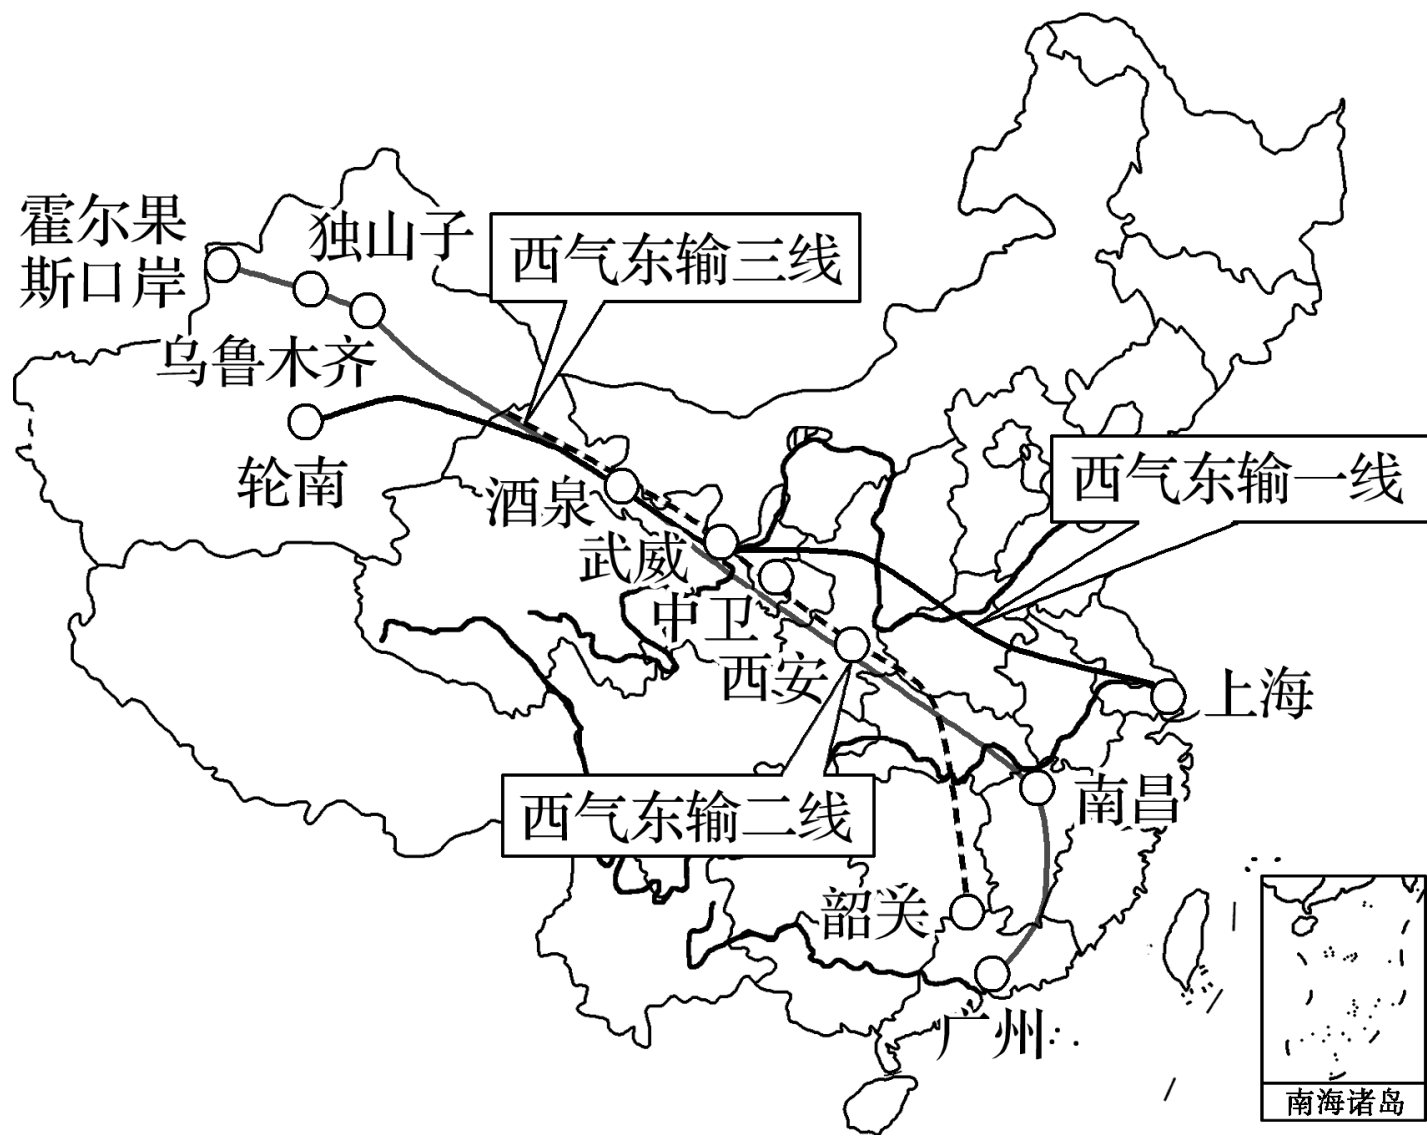 霍尔果
斯口岸
独山子
西气东输三线
乌鲁木齐
轮南
酒泉
西气东输一线
武威
中卫
西安
上海
西气东输二线
南昌
韶关
广州
南海诸岛